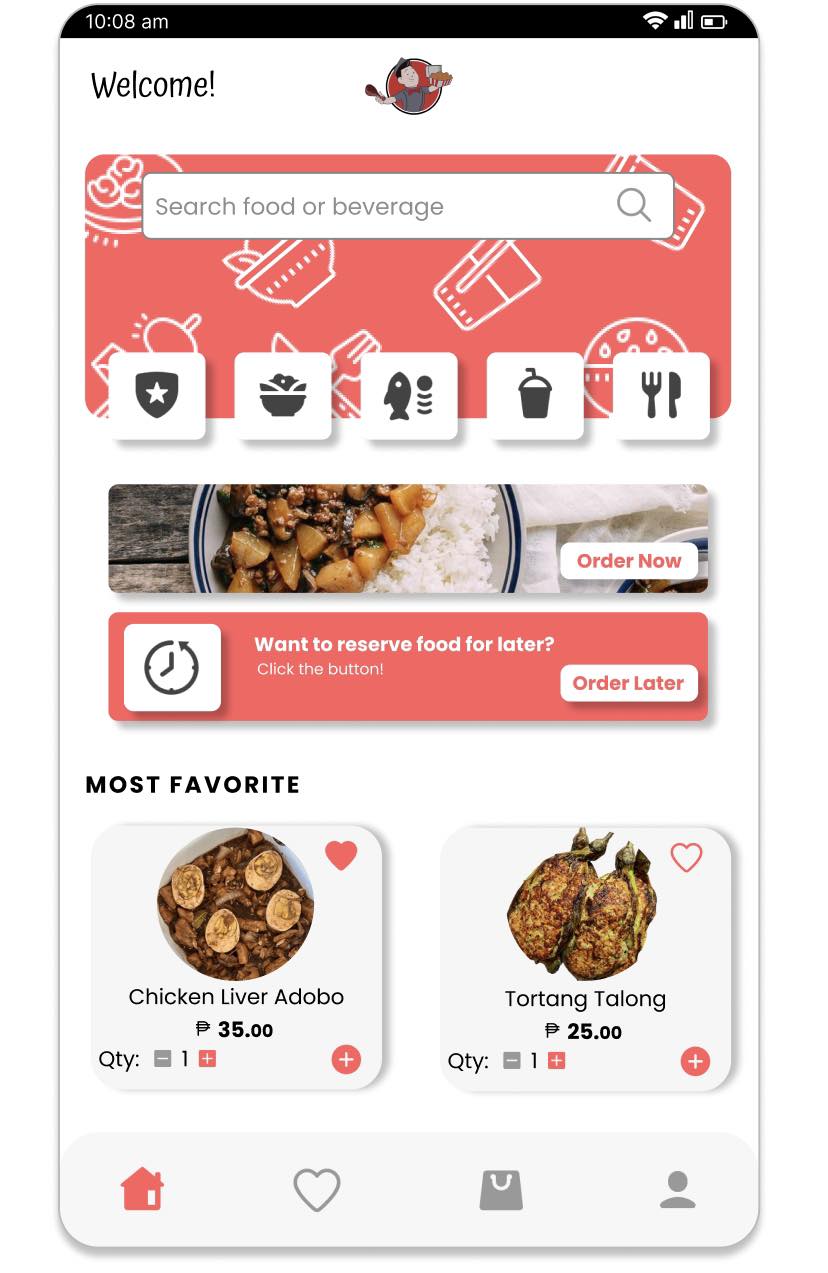 10:08 am
Welcome!
Search food or beverage
Order Now
Want to reserve food for later?
Click the button!
Order Later
MOST FAVORITE
Chicken Liver Adobo
₱ 35.00
Qty: 1
Tortang Talong
₱ 25.00
Qty: 1